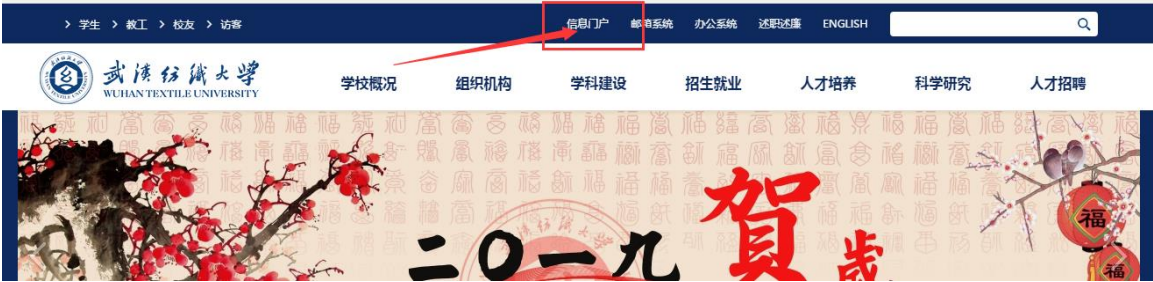 学生 教工 校友 访客 信息门户 邮箱系统 办公系统 述职述廉 ENGLISH
武汉纺织大学 学校概况 组织机构 学科建设 招生就业 人才培养 科学研究 人才招聘
WUHAN TEXTILE UNIVERSITY
賀
二〇一九
歲
福
福